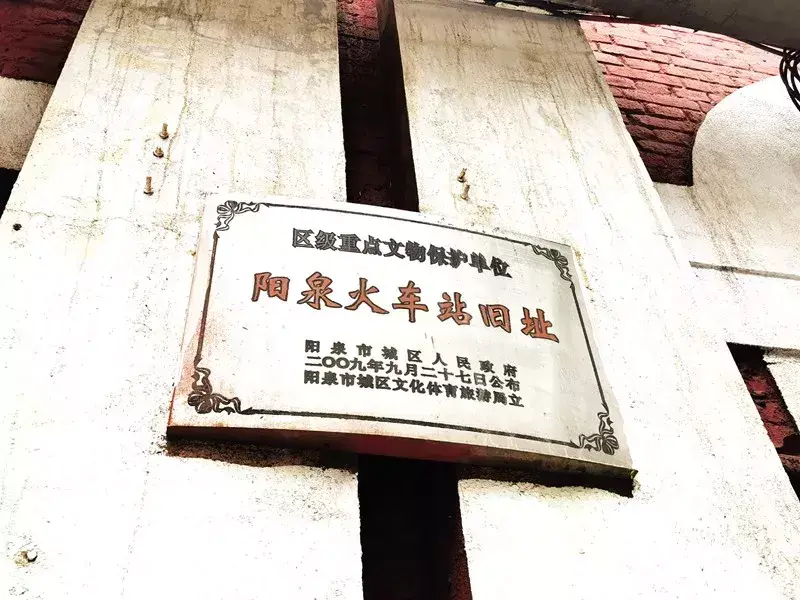 区级重点文物保护单位
阳泉火车站旧址
阳泉市城区人民政府
二〇〇九年九月二十七日公布
阳泉市城区文化体育旅游局立